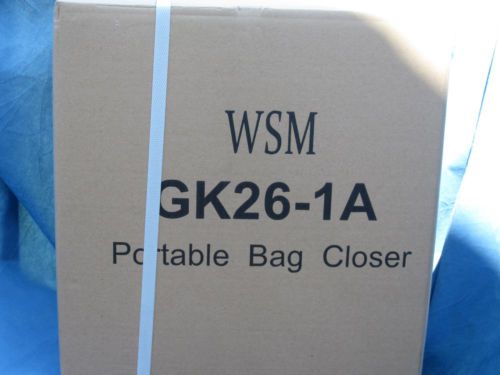 WSM
GK26-1A
Portable Bag Closer